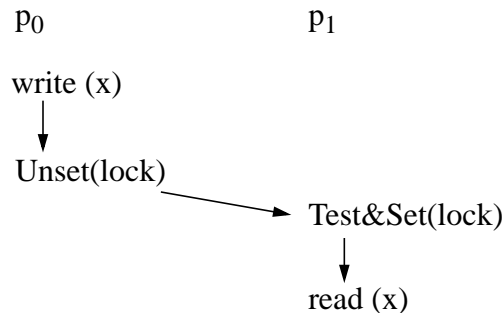 p0 p1
write (x)
Unset(lock)
Test&Set(lock)
read (x)